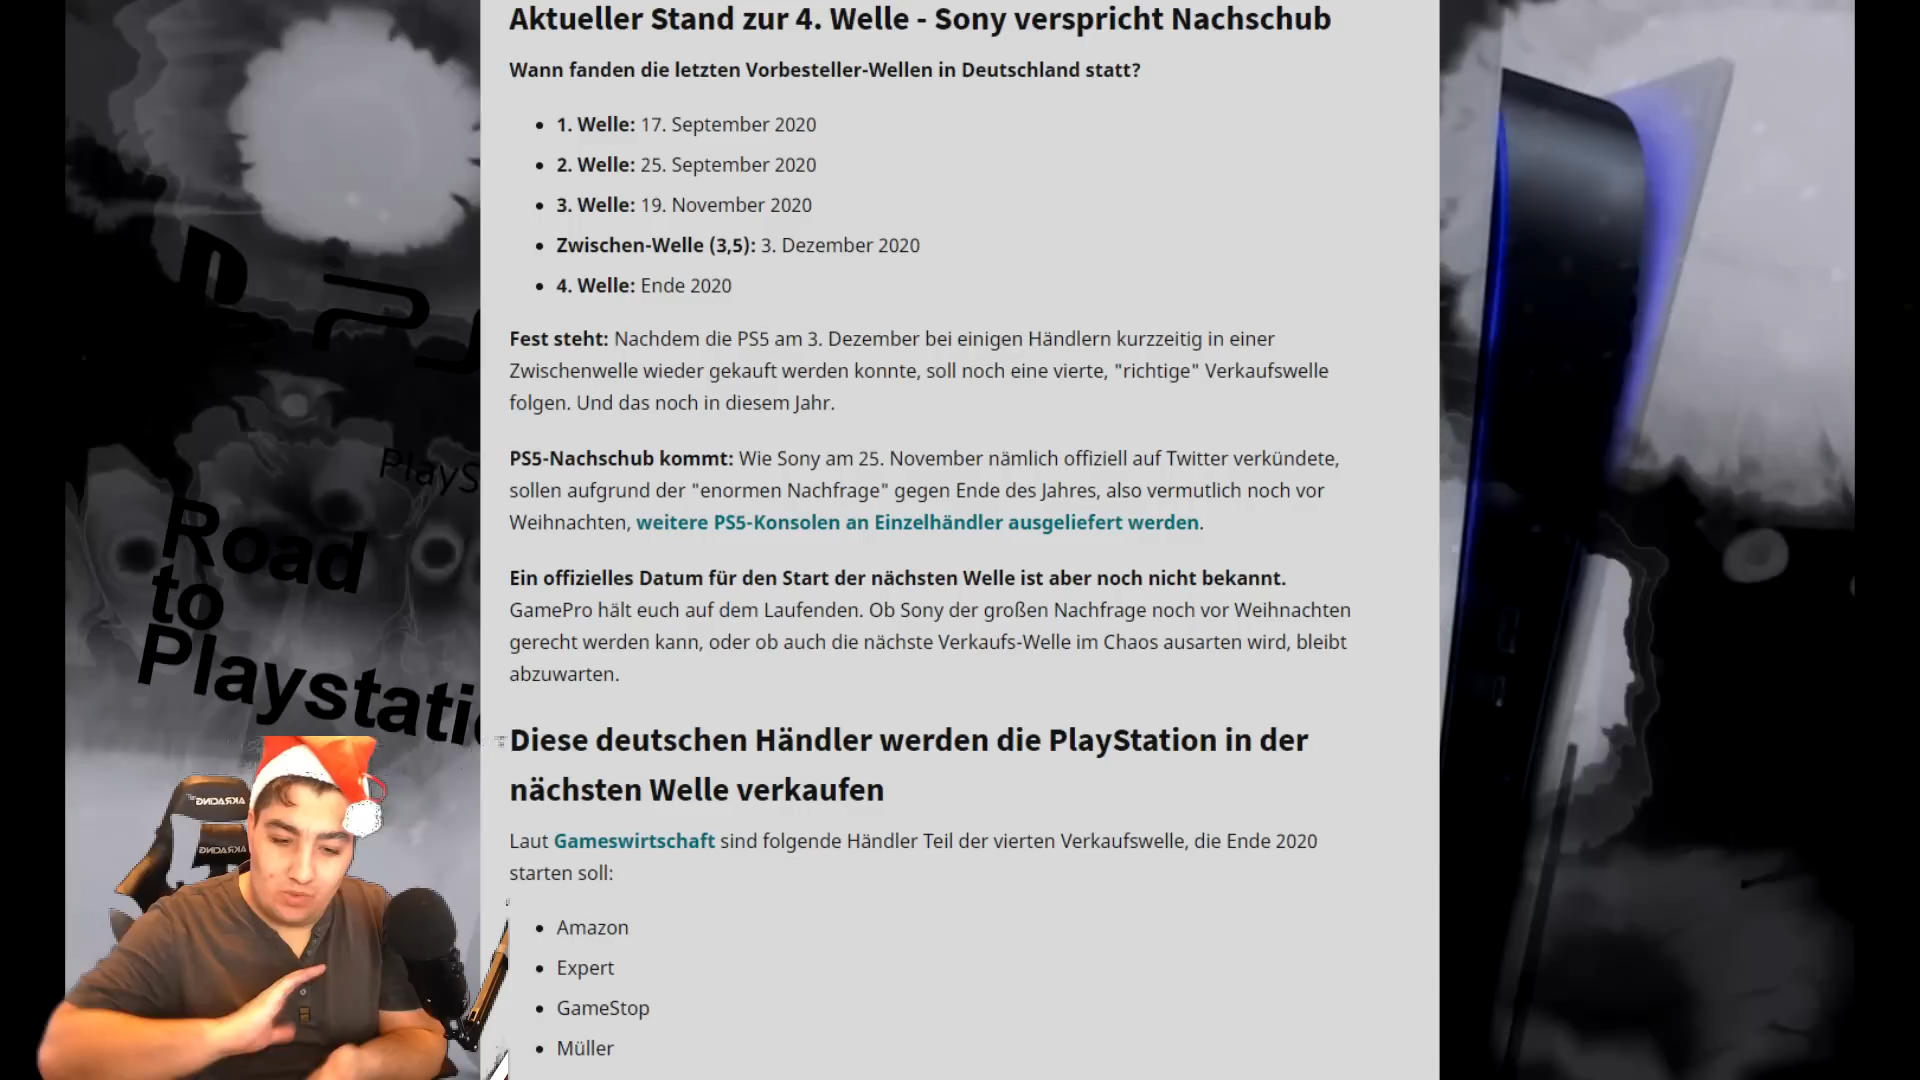 Aktueller Stand zur 4. Welle - Sony verspricht Nachschub
Wann fanden die letzten Vorbesteller-Wellen in Deutschland statt?
• 1. Welle: 17. September 2020
• 2. Welle: 25. September 2020
• 3. Welle: 19. November 2020
• Zwischen-Welle (3,5): 3. Dezember 2020
• 4. Welle: Ende 2020
Fest steht: Nachdem die PS5 am 3. Dezember bei einigen Händlern kurzzeitig in einer
Zwischenwelle wieder gekauft werden konnte, soll noch eine vierte, "richtige" Verkaufswelle
folgen. Und das noch in diesem Jahr.
PS5-Nachschub kommt: Wie Sony am 25. November nämlich offiziell auf Twitter verkündete,
sollen aufgrund der "enormen Nachfrage" gegen Ende des Jahres, also vermutlich noch vor
Weihnachten, weitere PS5-Konsolen an Einzelhändler ausgeliefert werden.
Ein offizielles Datum für den Start der nächsten Welle ist aber noch nicht bekannt.
GamePro hält euch auf dem Laufenden. Ob Sony der großen Nachfrage noch vor Weihnachten
gerecht werden kann, oder ob auch die nächste Verkaufs-Welle im Chaos ausarten wird, bleibt
abzuwarten.
Diese deutschen Händler werden die PlayStation in der
nächsten Welle verkaufen
Laut Gameswirtschaft sind folgende Händler Teil der vierten Verkaufswelle, die Ende 2020
starten soll:
• Amazon
• Expert
• GameStop
• Müller
PlayS
Road
to
Playstati
AKRACING
AKRACING